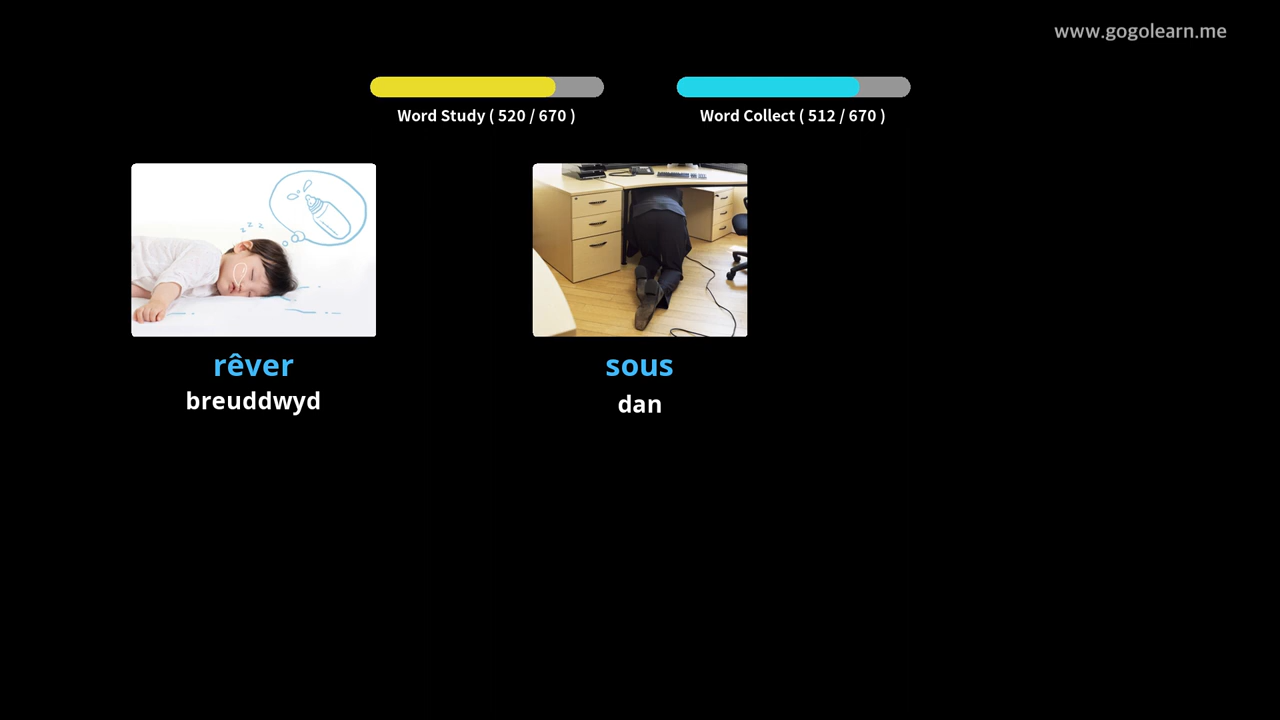 www.gogolearn.me
Word Study ( 520 / 670 )
Word Collect ( 512 / 670 )
z z z
rêver
breuddwyd
sous
dan